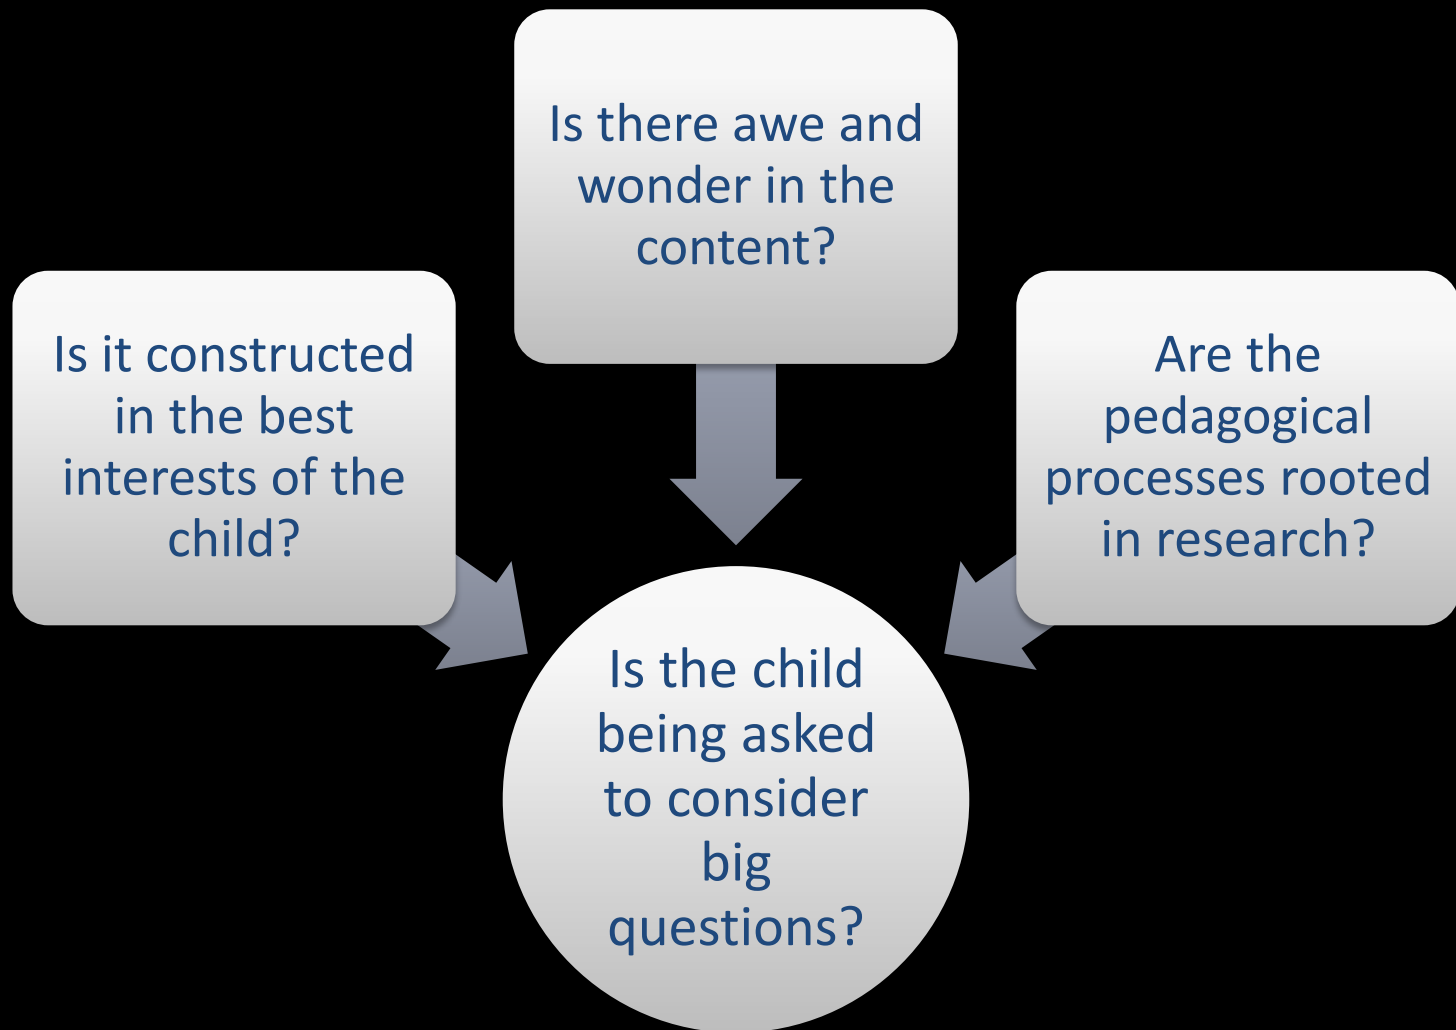 Is there awe and
wonder in the
content?
Is it constructed
in the best
interests of the
child?
Are the
pedagogical
processes rooted
in research?
Is the child
being asked
to consider
big
questions?